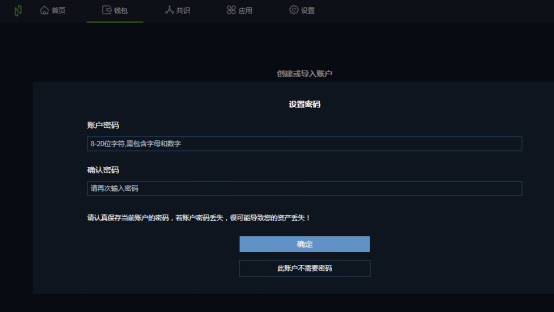 首页 钱包 共识 应用 设置
创建或导入账户
设置密码
账户密码
8-20位字符,需包含字母和数字
确认密码
请再次输入密码
请认真保存当前账户的密码，若账户密码丢失，很可能导致您的资产丢失！
确定
此账户不需要密码